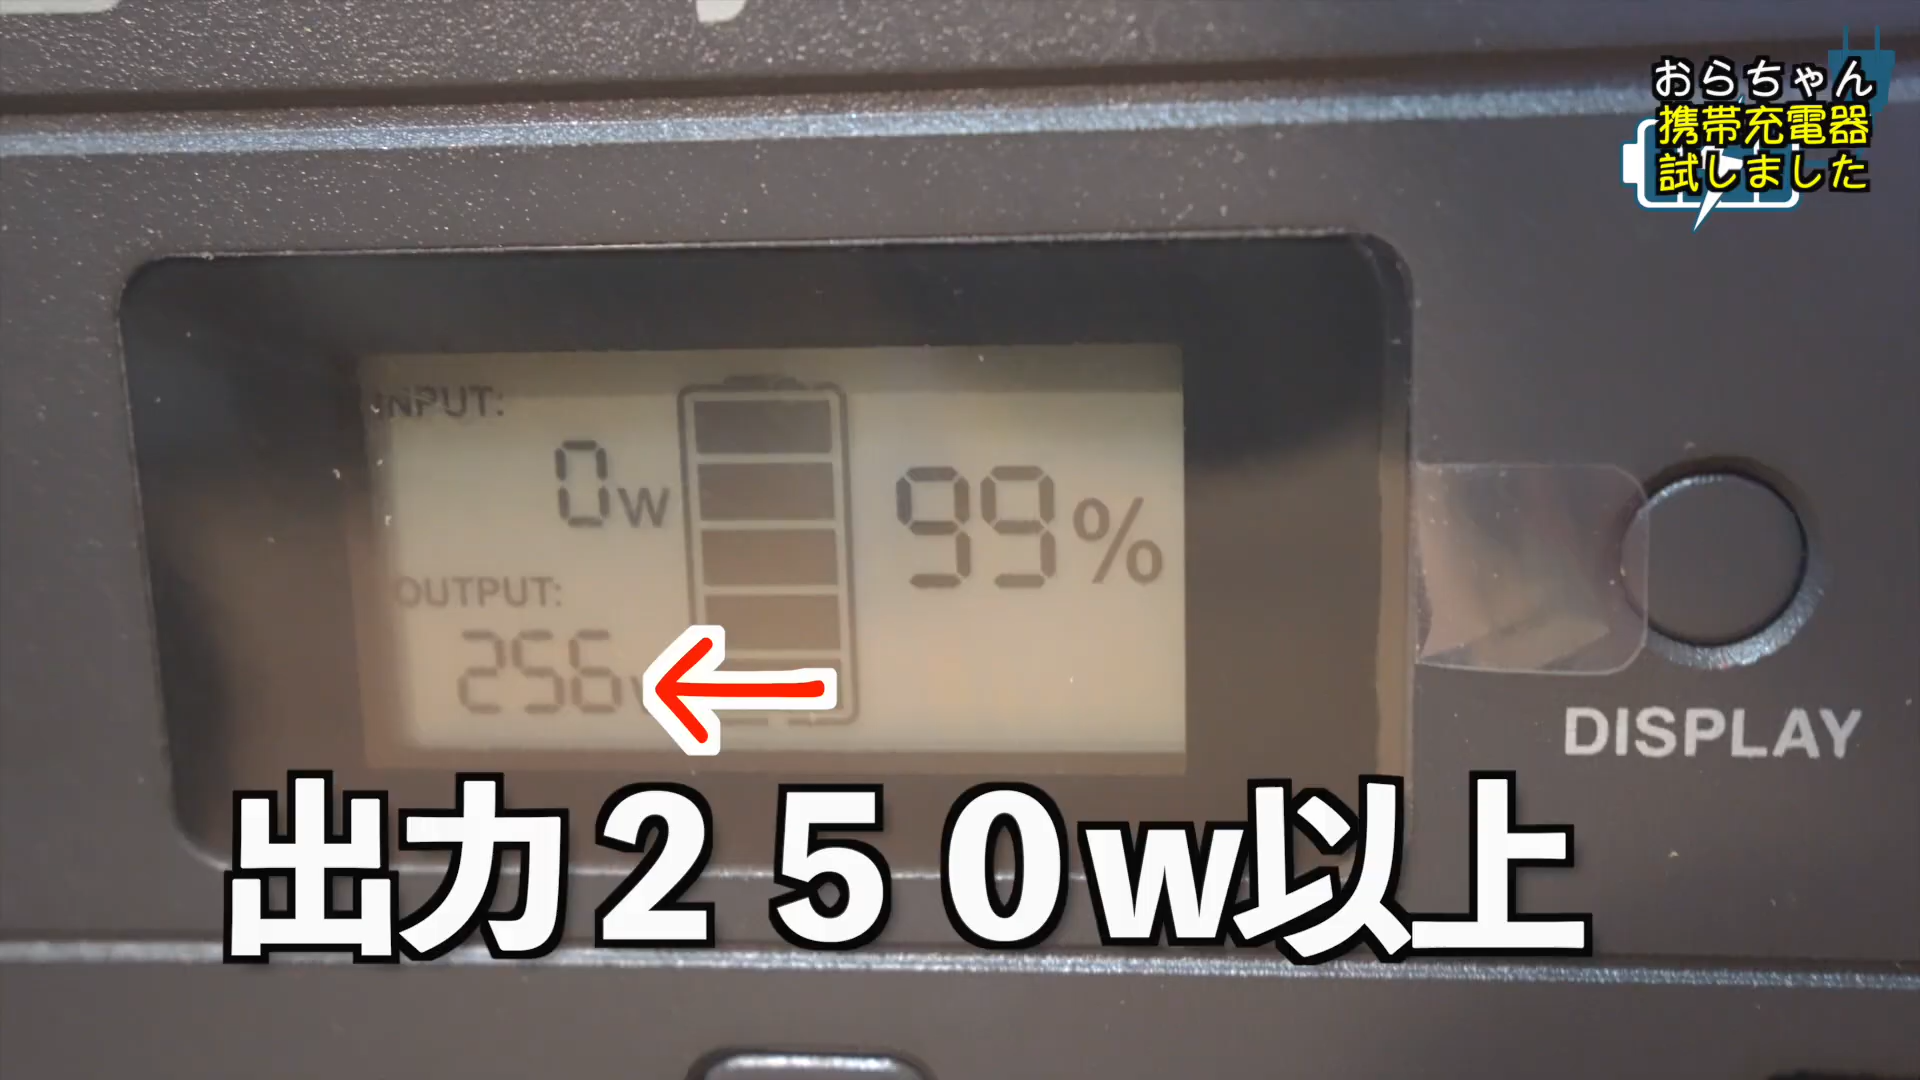 おらちゃん
携帯充電器
試しました
INPUT:
0W
99%
OUTPUT:
256W
DISPLAY
出力２５０w以上